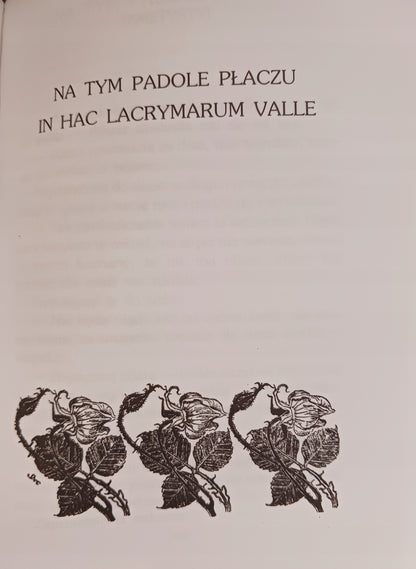 NA TYM PADOLE PŁACZU
IN HAC LACRYMARUM VALLE